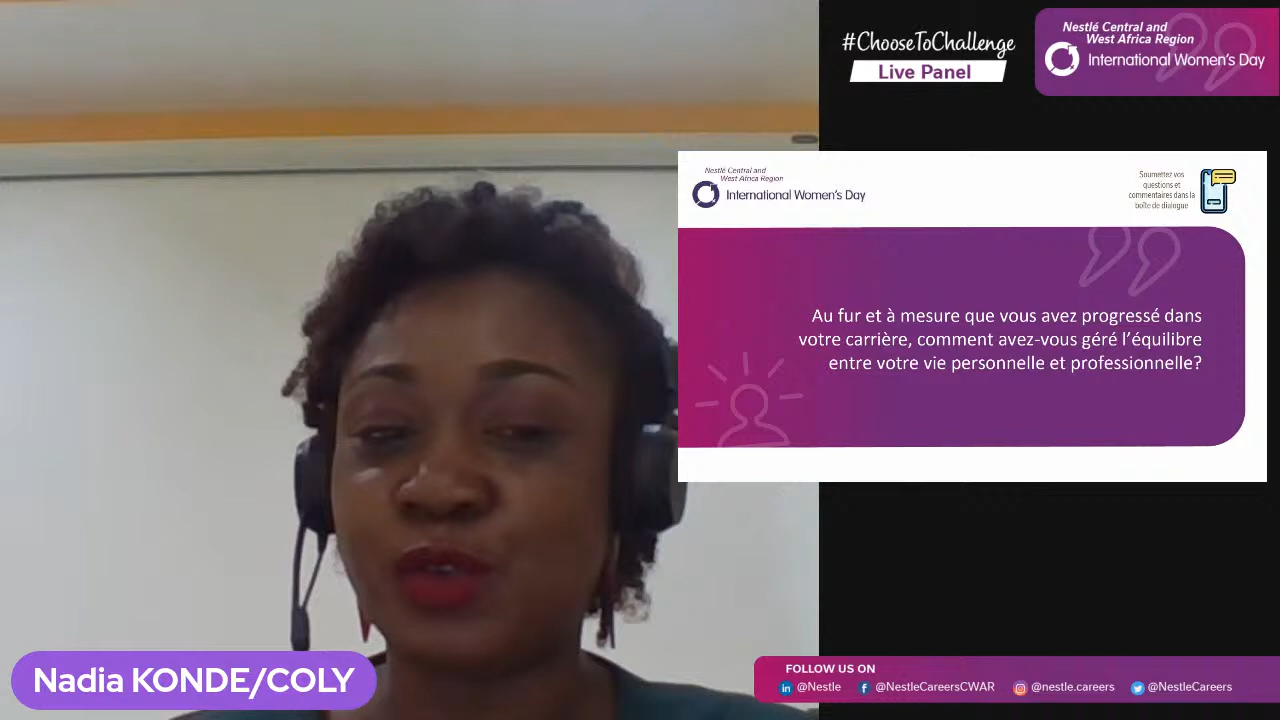 #ChooseToChallenge
Live Panel
Nestlé Central and
West Africa Region
International Women's Day
Nestlé Central and
West Africa Region
International Women's Day
Soumettez vos
questions et
commentaires dans la
boîte de dialogue
Au fur et à mesure que vous avez progressé dans
votre carrière, comment avez-vous géré l'équilibre
entre votre vie personnelle et professionnelle?
Nadia KONDE/COLY
FOLLOW US ON
in @Nestle f @NestleCareersCWAR @nestle.careers @NestleCareers